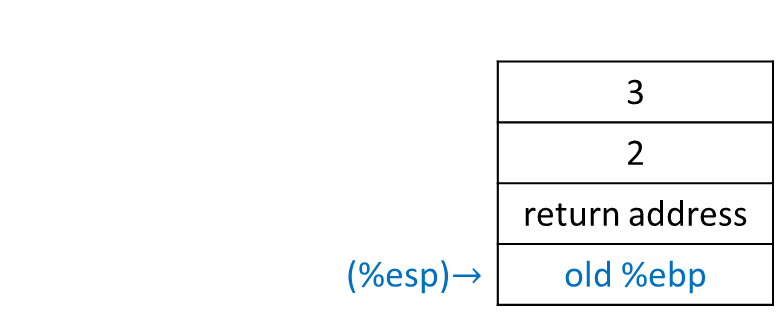 3
2
return address
(%esp)→ old %ebp